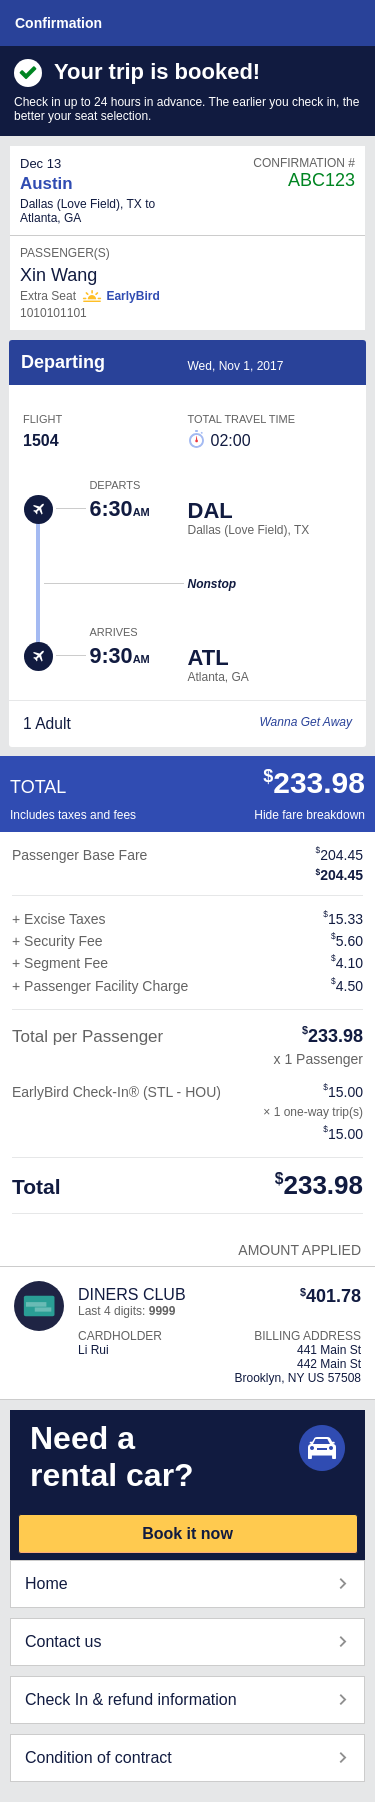 Confirmation
Your trip is booked!
Check in up to 24 hours in advance. The earlier you check in, the
better your seat selection.
Dec 13
CONFIRMATION #
Austin
ABC123
Dallas (Love Field), TX to
Atlanta, GA
PASSENGER(S)
Xin Wang
Extra Seat EarlyBird
1010101101
Departing
Wed, Nov 1, 2017
FLIGHT
TOTAL TRAVEL TIME
1504
02:00
DEPARTS
6:30AM
DAL
Dallas (Love Field), TX
Nonstop
ARRIVES
9:30AM
ATL
Atlanta, GA
1 Adult
Wanna Get Away
TOTAL
$233.98
Includes taxes and fees
Hide fare breakdown
Passenger Base Fare
$204.45
$204.45
+ Excise Taxes
$15.33
+ Security Fee
$5.60
+ Segment Fee
$4.10
+ Passenger Facility Charge
$4.50
Total per Passenger
$233.98
x 1 Passenger
EarlyBird Check-In® (STL - HOU)
$15.00
× 1 one-way trip(s)
$15.00
Total
$233.98
AMOUNT APPLIED
DINERS CLUB
$401.78
Last 4 digits: 9999
CARDHOLDER
BILLING ADDRESS
Li Rui
441 Main St
442 Main St
Brooklyn, NY US 57508
Need a
rental car?
Book it now
Home
Contact us
Check In & refund information
Condition of contract